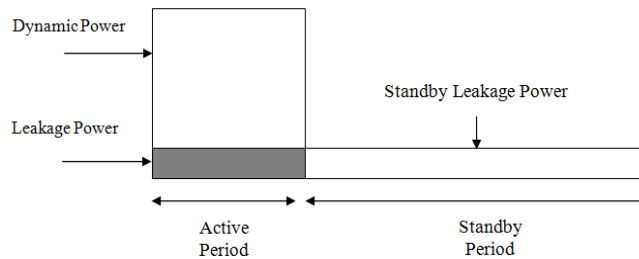 Dynamic Power
Standby Leakage Power
Leakage Power
Active
Period
Standby
Period